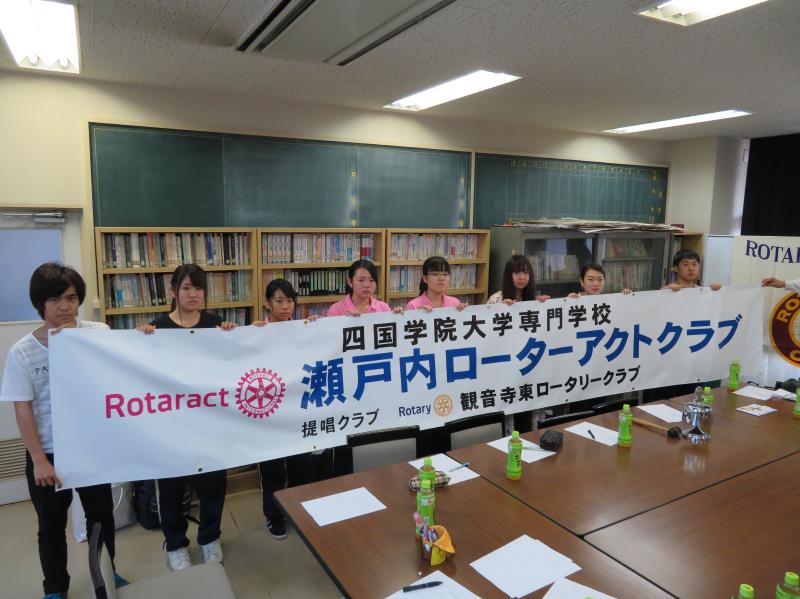 四国学院大学専門学校
Rotaract
瀬戸内ローターアクトクラブ
提唱クラブ Rotary 観音寺東ロータリークラブ
ROTA